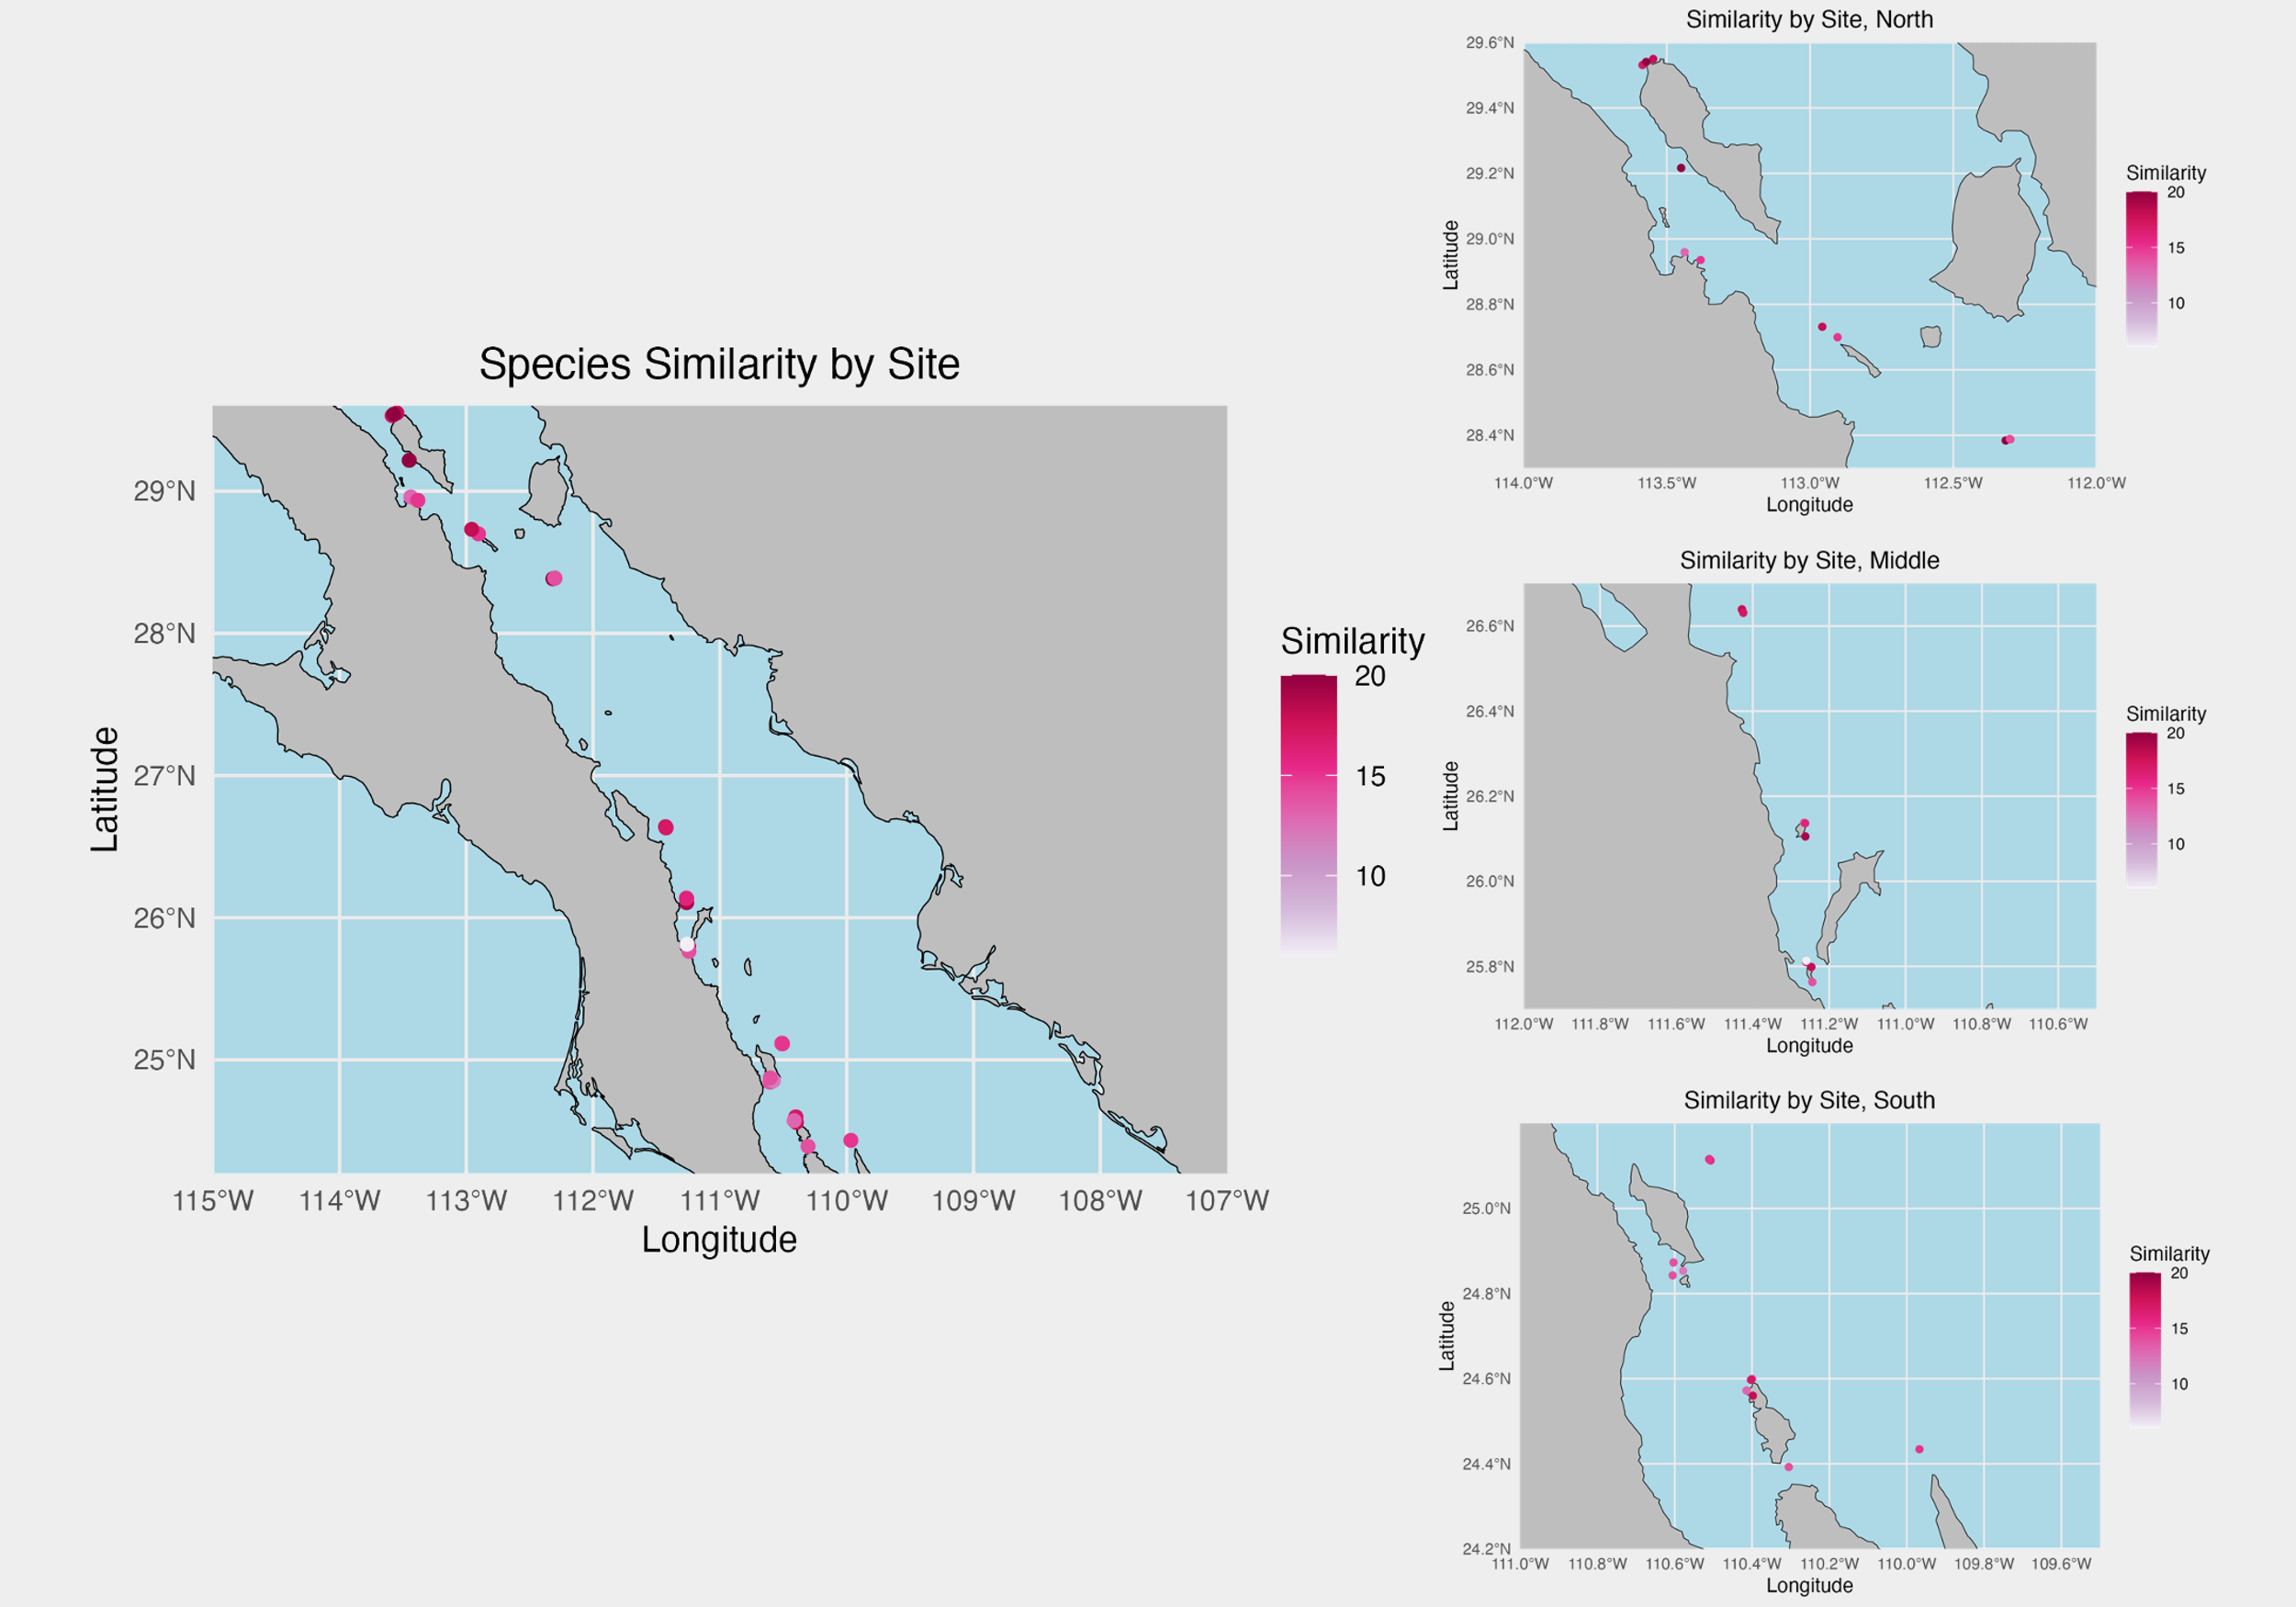 Species Similarity by Site
Latitude
29°N
28°N
27°N
26°N
25°N
115°W 114°W 113°W 112°W 111°W 110°W 109°W 108°W 107°W
Longitude
Similarity
20
15
10
Similarity by Site, North
Latitude
29.6°N
29.4°N
29.2°N
29.0°N
28.8°N
28.6°N
28.4°N
114.0°W 113.5°W 113.0°W 112.5°W 112.0°W
Longitude
Similarity
20
15
10
Similarity by Site, Middle
Latitude
26.6°N
26.4°N
26.2°N
26.0°N
25.8°N
112.0°W 111.8°W 111.6°W 111.4°W 111.2°W 111.0°W 110.8°W 110.6°W
Longitude
Similarity
20
15
10
Similarity by Site, South
Latitude
25.0°N
24.8°N
24.6°N
24.4°N
24.2°N
111.0°W 110.8°W 110.6°W 110.4°W 110.2°W 110.0°W 109.8°W 109.6°W
Longitude
Similarity
20
15
10